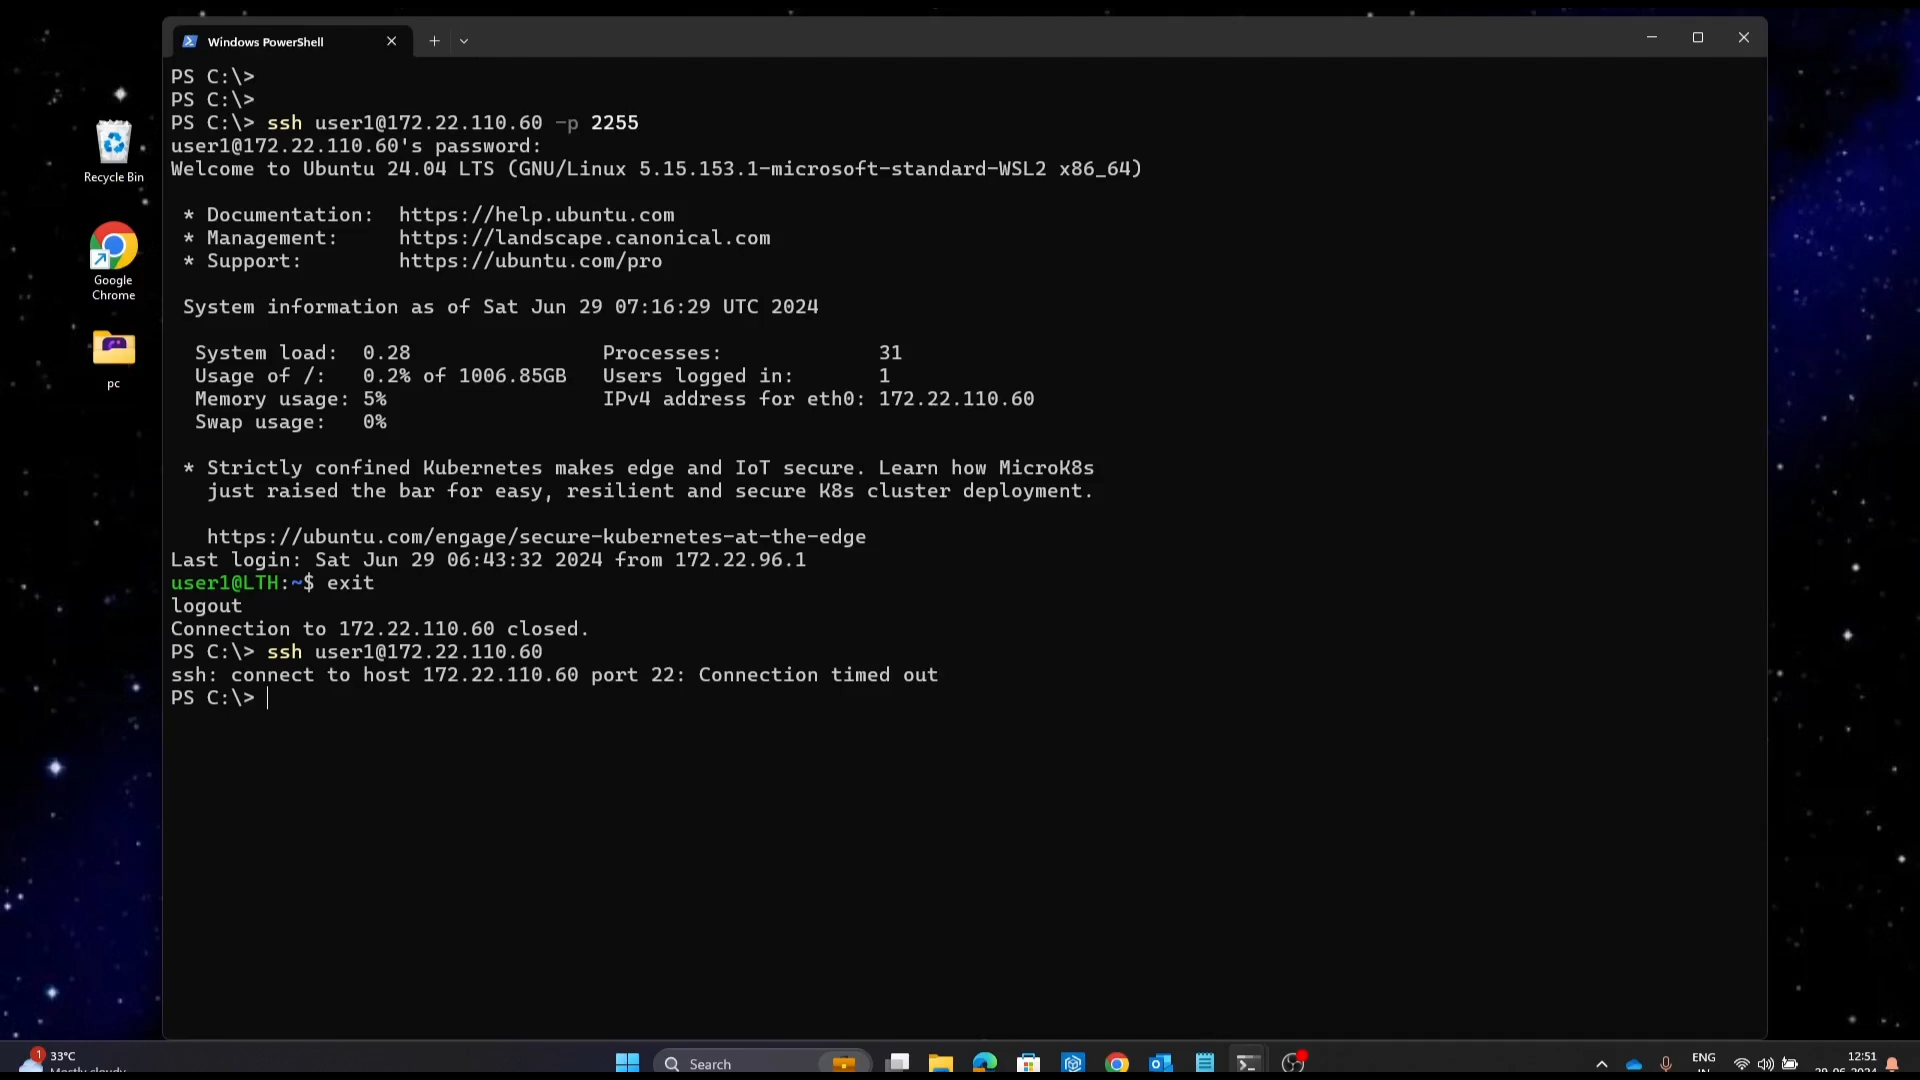 Windows PowerShell
PS C:\>
PS C:\>
PS C:\> ssh user1@172.22.110.60 -p 2255
user1@172.22.110.60's password:
Welcome to Ubuntu 24.04 LTS (GNU/Linux 5.15.153.1-microsoft-standard-WSL2 x86_64)
* Documentation:  https://help.ubuntu.com
* Management:     https://landscape.canonical.com
* Support:        https://ubuntu.com/pro
System information as of Sat Jun 29 07:16:29 UTC 2024
System load:  0.28                Processes:             31
Usage of /:   0.2% of 1006.85GB   Users logged in:       1
Memory usage: 5%                  IPv4 address for eth0: 172.22.110.60
Swap usage:   0%
* Strictly confined Kubernetes makes edge and IoT secure. Learn how MicroK8s
just raised the bar for easy, resilient and secure K8s cluster deployment.
https://ubuntu.com/engage/secure-kubernetes-at-the-edge
Last login: Sat Jun 29 06:43:32 2024 from 172.22.96.1
user1@LTH:~$ exit
logout
Connection to 172.22.110.60 closed.
PS C:\> ssh user1@172.22.110.60
ssh: connect to host 172.22.110.60 port 22: Connection timed out
PS C:\>
Recycle Bin
Google
Chrome
pc
1
33°C
Mostly cloudy
Search
ENG
IN
12:51
29-06-2024